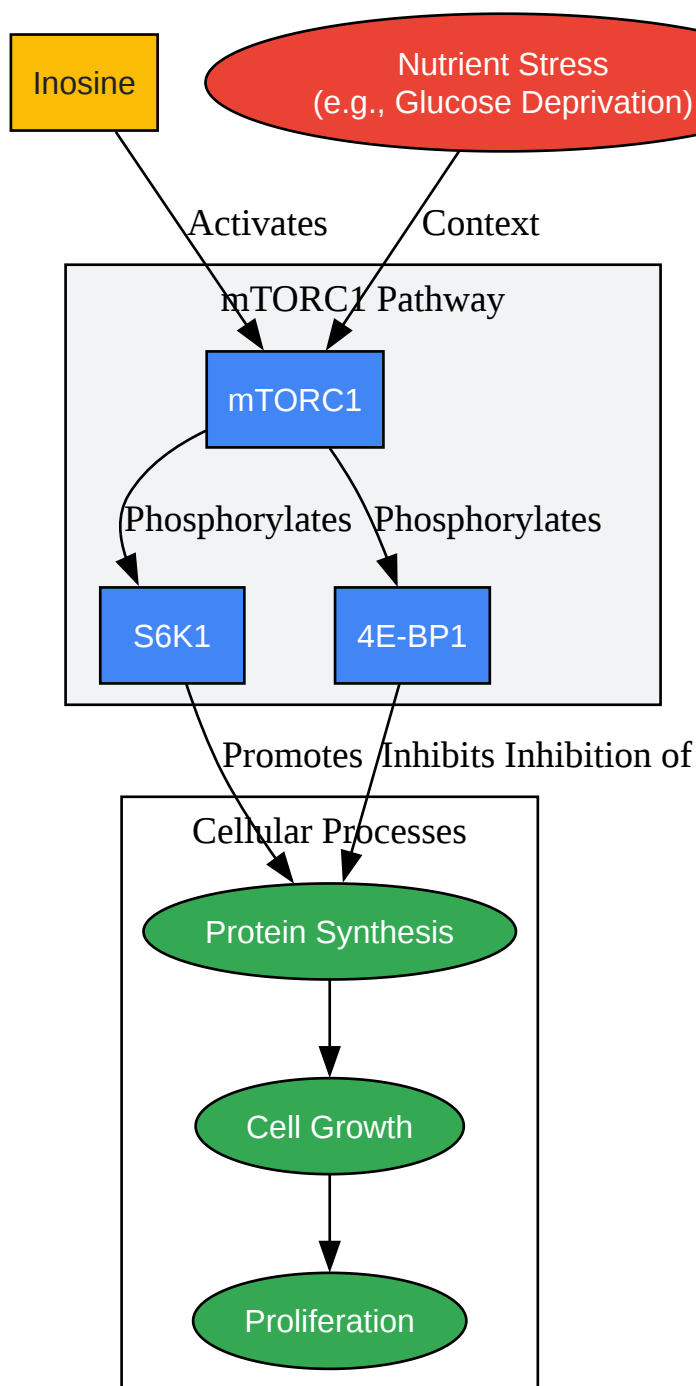 Inosine
Nutrient Stress
(e.g., Glucose Deprivation)
Activates
Context
mTORC1 Pathway
mTORC1
Phosphorylates
Phosphorylates
S6K1
4E-BP1
Promotes
Inhibits Inhibition of
Cellular Processes
Protein Synthesis
Cell Growth
Proliferation